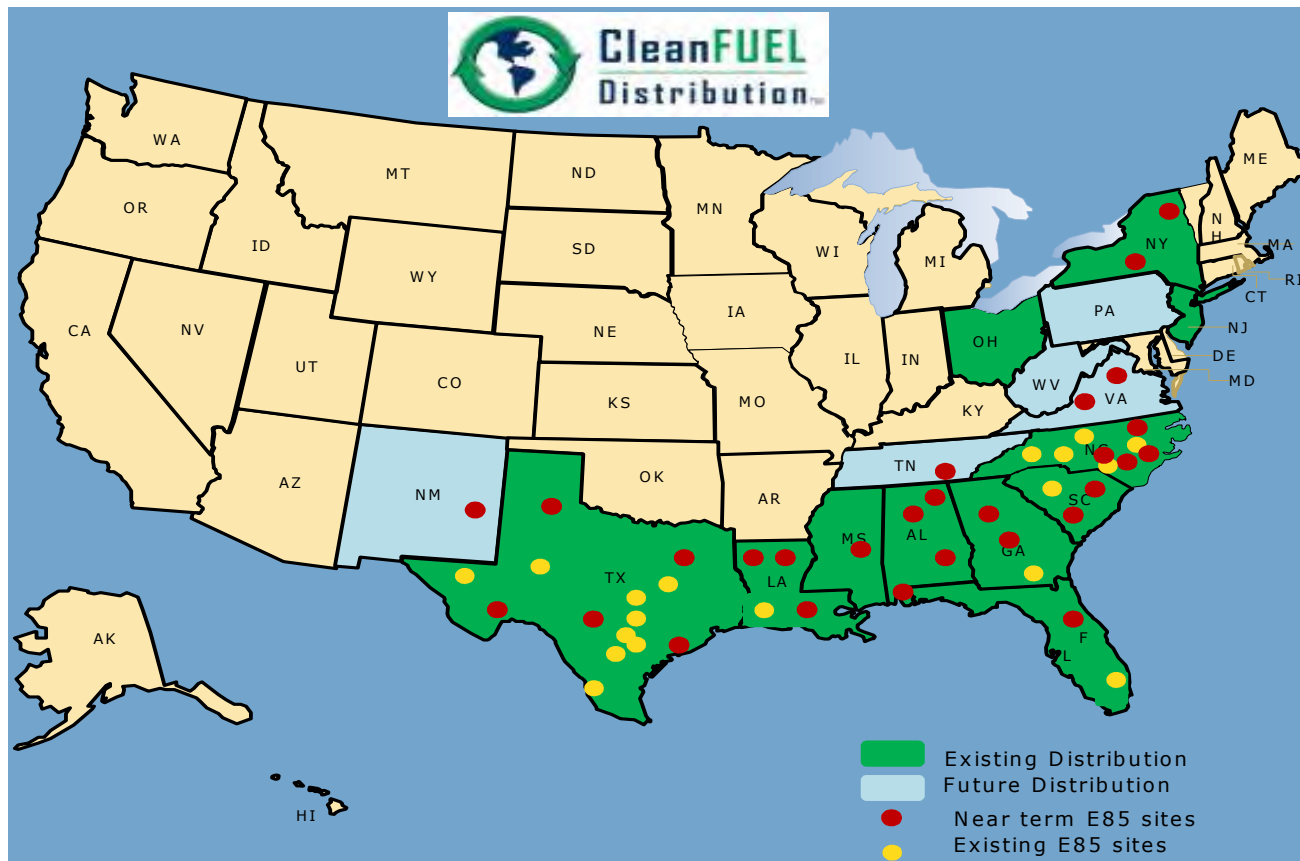 CleanFUEL
Distribution
WA
MT
ND
MN
ME
OR
ID
SD
WI
MI
NY
N
H
MA
WY
RI
CT
CA
NV
NE
IA
PA
NJ
UT
CO
IL
IN
OH
DE
WV
MD
KS
MO
KY
VA
AZ
NM
OK
AR
TN
NC
SC
TX
LA
MS
AL
GA
F
L
AK
HI
Existing Distribution
Future Distribution
Near term E85 sites
Existing E85 sites